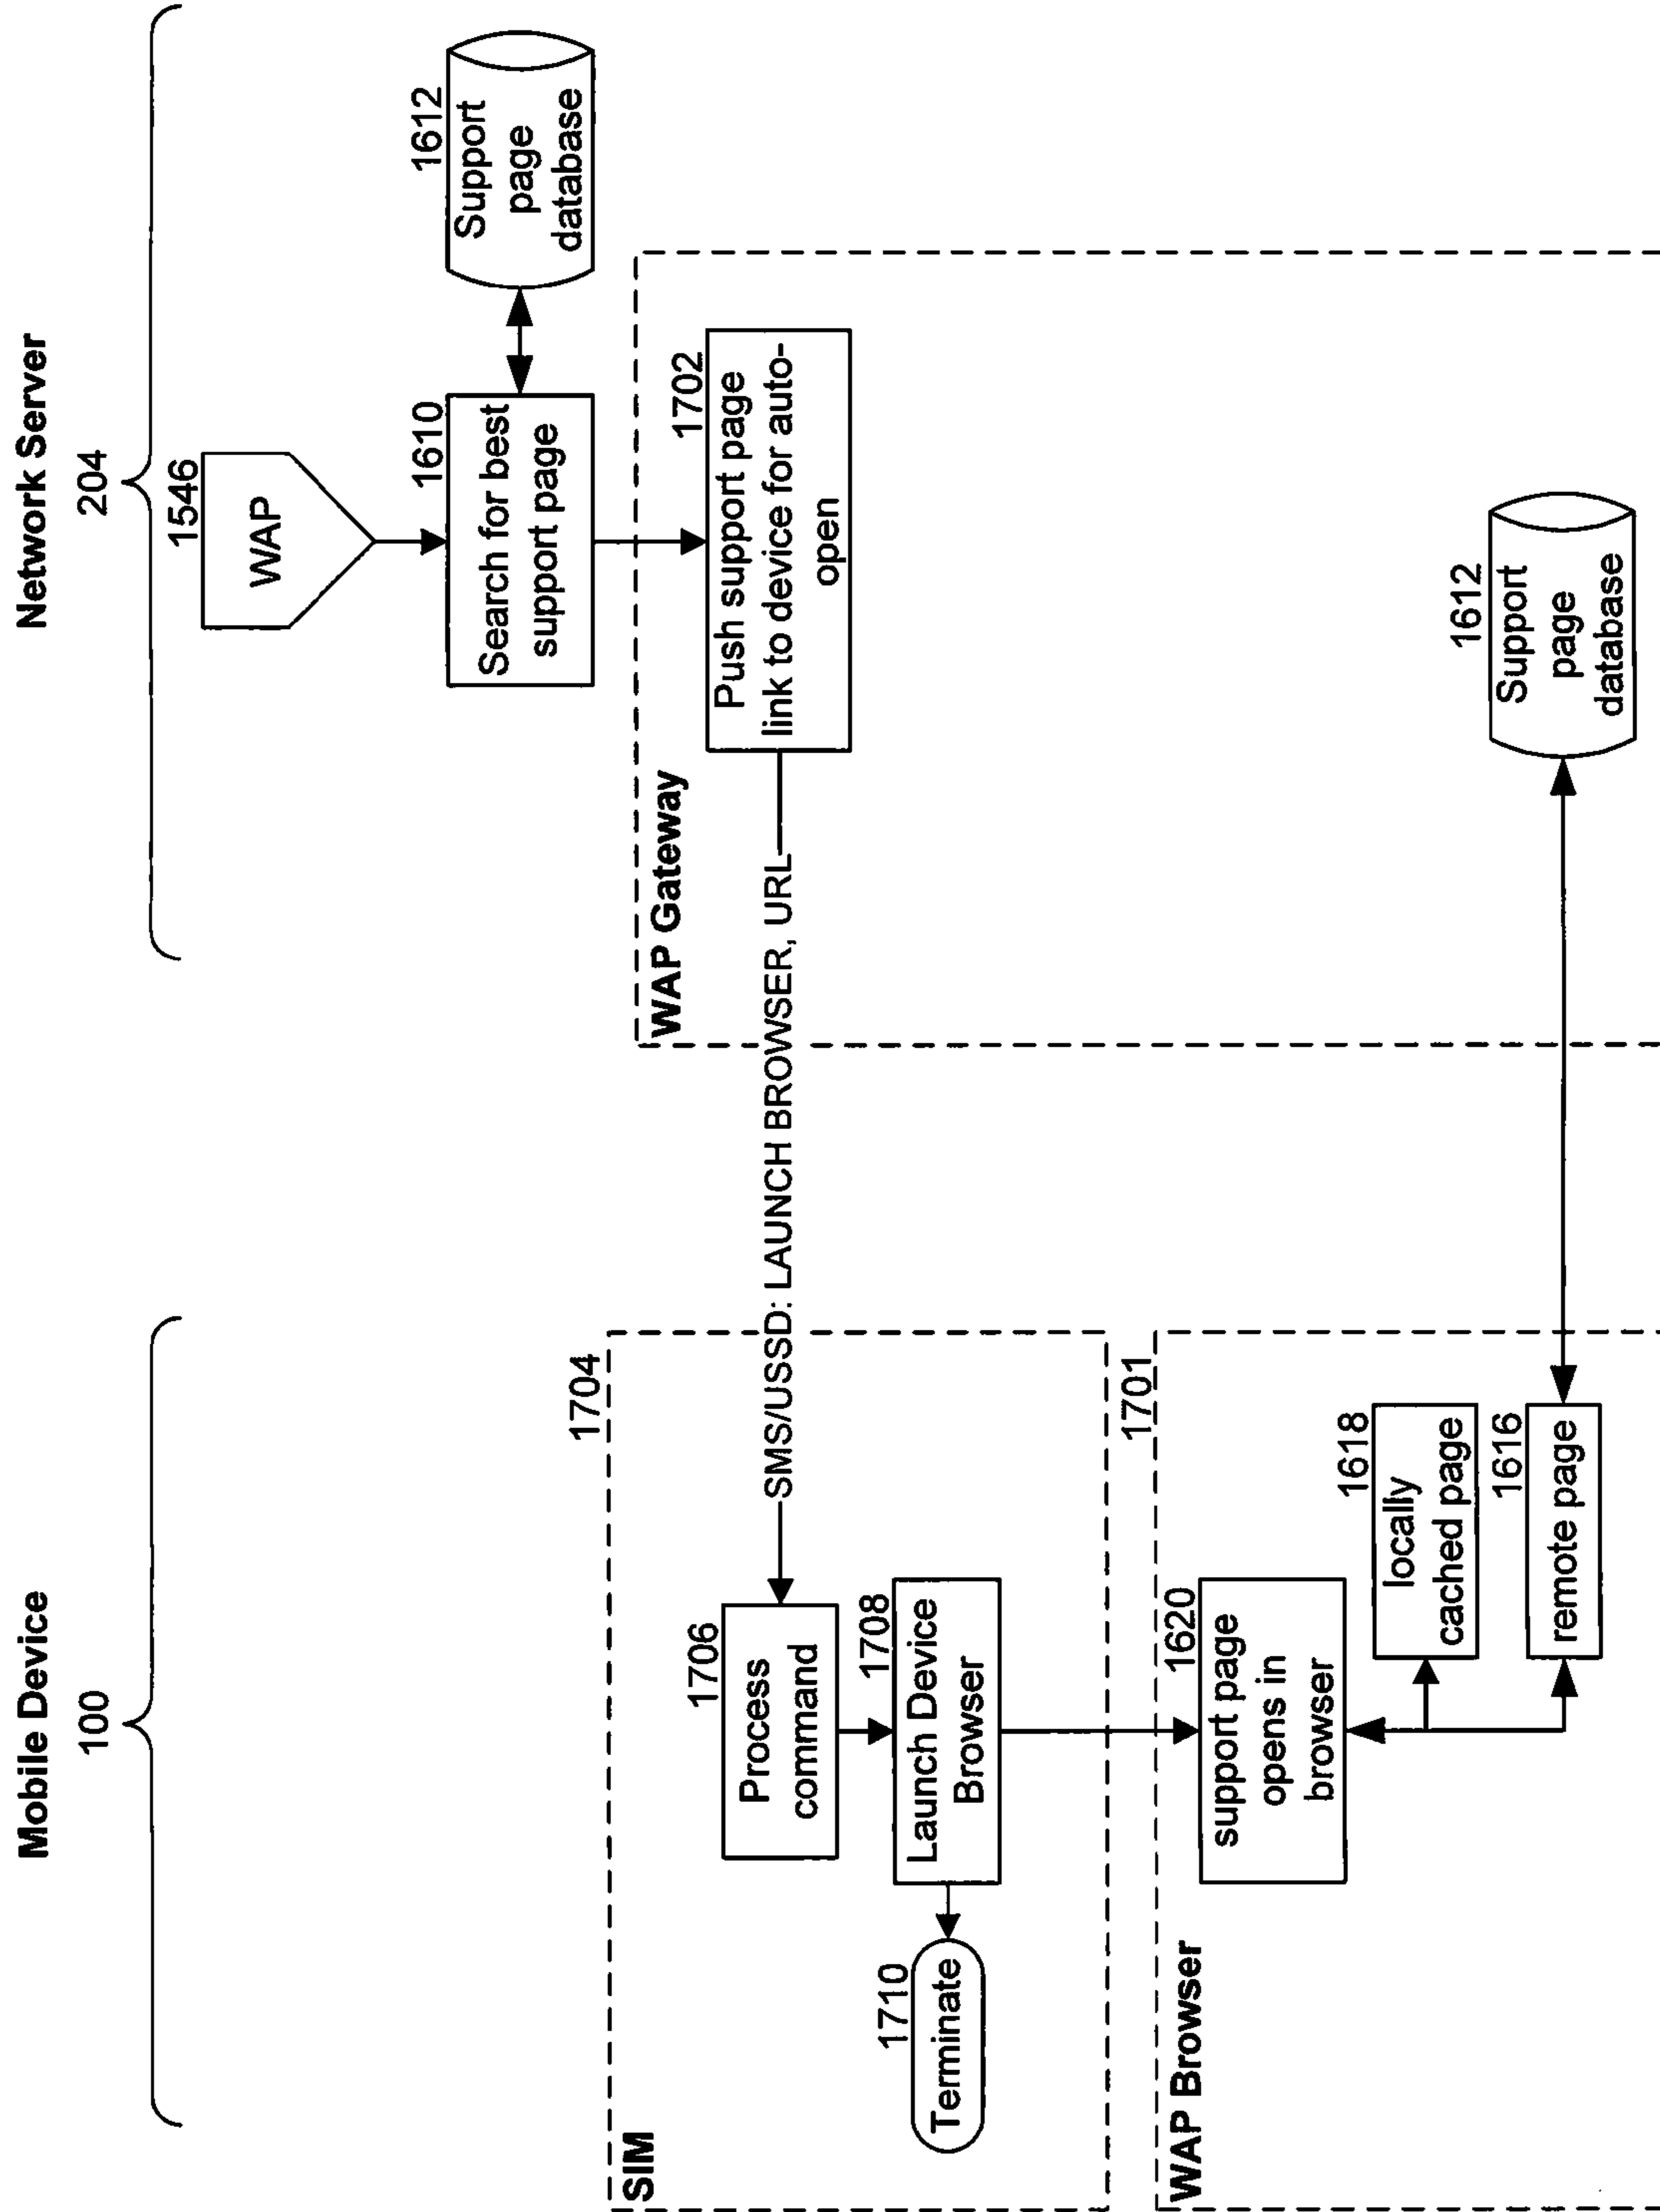 Mobile Device
100
Network Server
204
1546
WAP
1610
Search for best
support page
1612
Support
page
database
WAP Gateway
1702
Push support page
link to device for auto-
open
SMS/USSD: LAUNCH BROWSER, URL
1704
SIM
1706
Process
command
1708
Launch Device
Browser
1710
Terminate
1701
WAP Browser
1620
support page
opens in
browser
1618
locally
cached page
1616
remote page
1612
Support
page
database